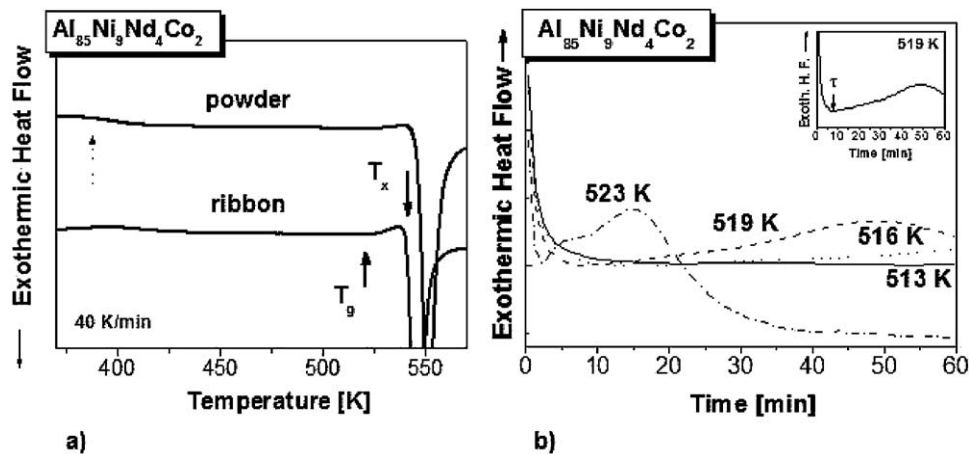 Al85Ni9Nd4Co2
Exothermic Heat Flow
powder
ribbon
Tx
Tg
40 K/min
400 450 500 550
Temperature [K]
a)
Al85Ni9Nd4Co2
Exothermic Heat Flow
519 K
Exoth. H. F.
τ
0 10 20 30 40 50 60
Time [min]
523 K
519 K
516 K
513 K
0 10 20 30 40 50 60
Time [min]
b)